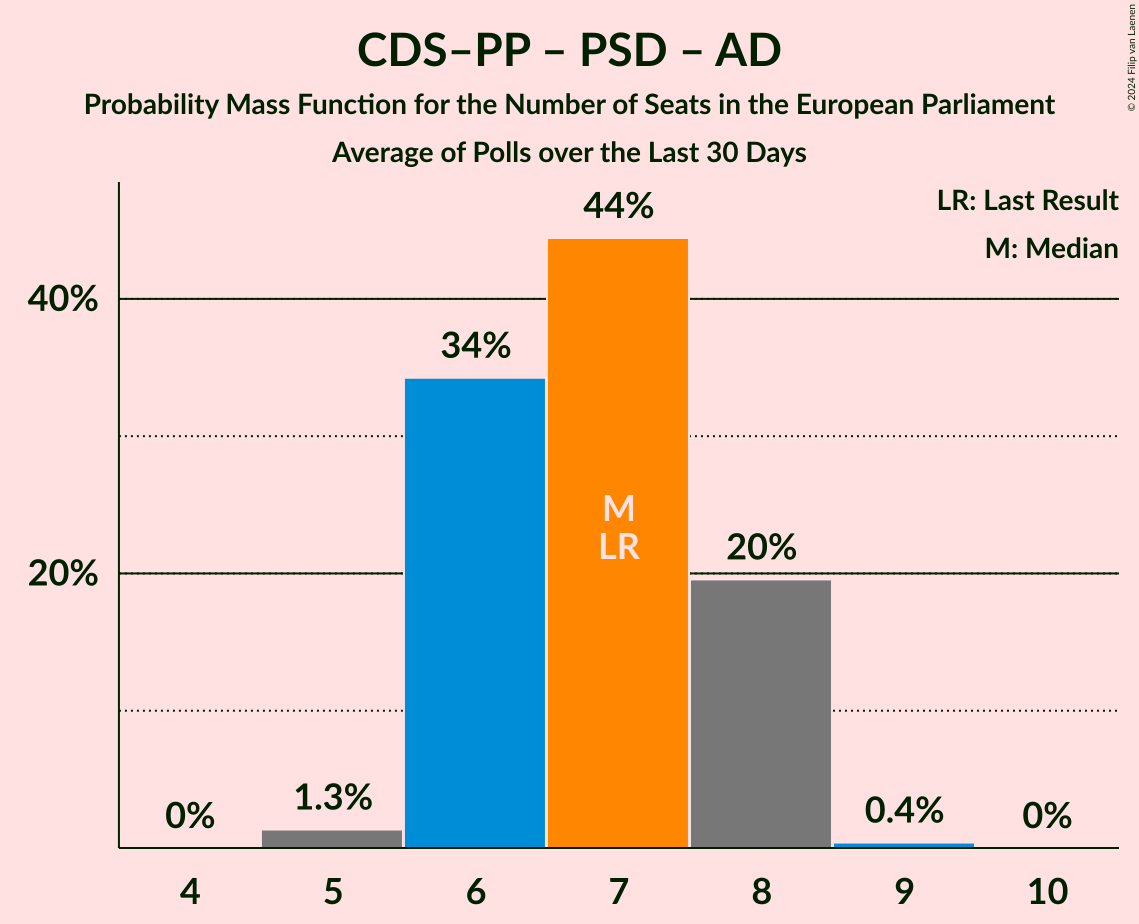 CDS–PP – PSD – AD
Probability Mass Function for the Number of Seats in the European Parliament
Average of Polls over the Last 30 Days
© 2024 Filip van Laenen
LR: Last Result
M: Median
40%
20%
0%
1.3%
34%
44%
20%
0.4%
0%
M
LR
4
5
6
7
8
9
10